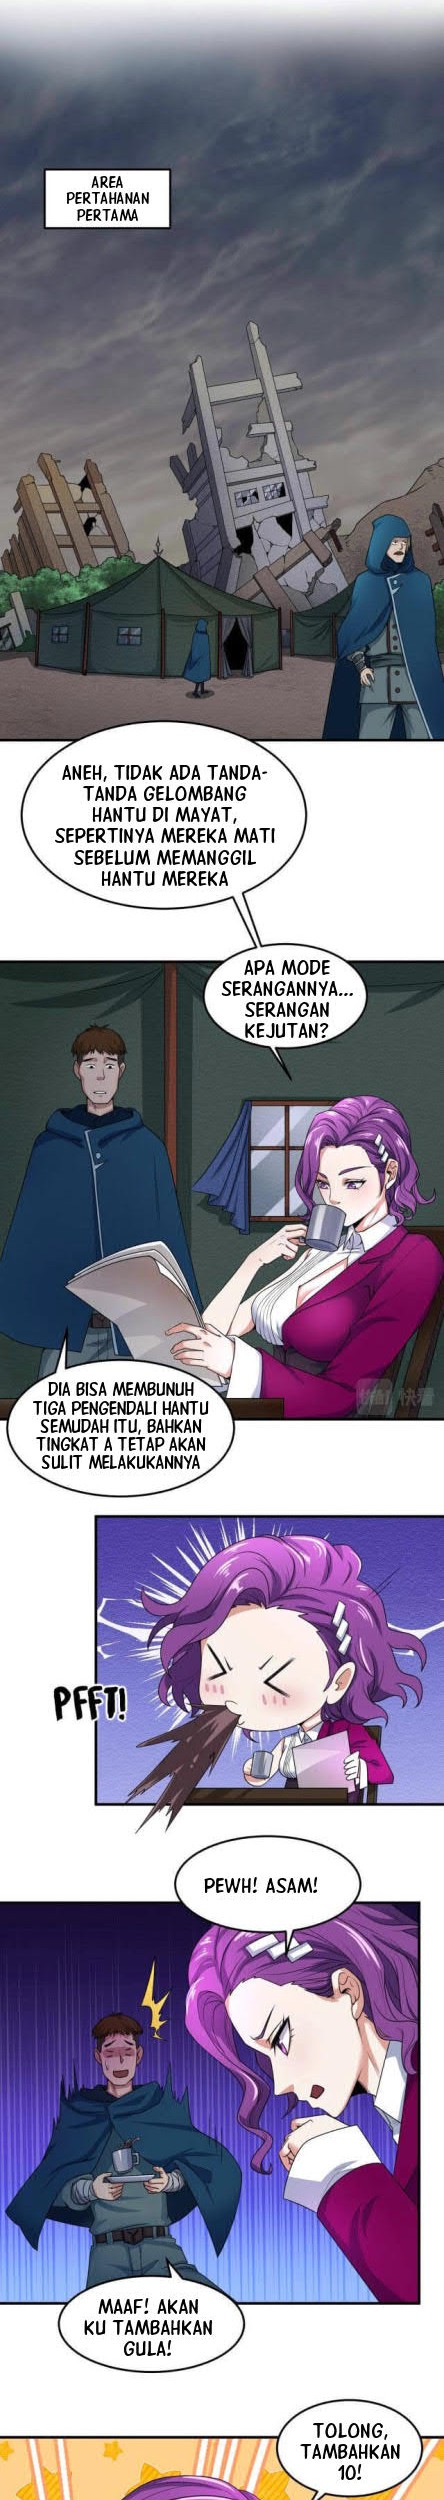 AREA
PERTAHANAN
PERTAMA
ANEH, TIDAK ADA TANDA-
TANDA GELOMBANG
HANTU DI MAYAT,
SEPERTINYA MEREKA MATI
SEBELUM MEMANGGIL
HANTU MEREKA
APA MODE
SERANGANNYA...
SERANGAN
KEJUTAN?
DIA BISA MEMBUNUH
TIGA PENGENDALI HANTU
SEMUDAH ITU, BAHKAN
TINGKAT A TETAP AKAN
SULIT MELAKUKANNYA
PFFT!
PEWH! ASAM!
MAAF! AKAN
KU TAMBAHKAN
GULA!
TOLONG,
TAMBAHKAN
10!